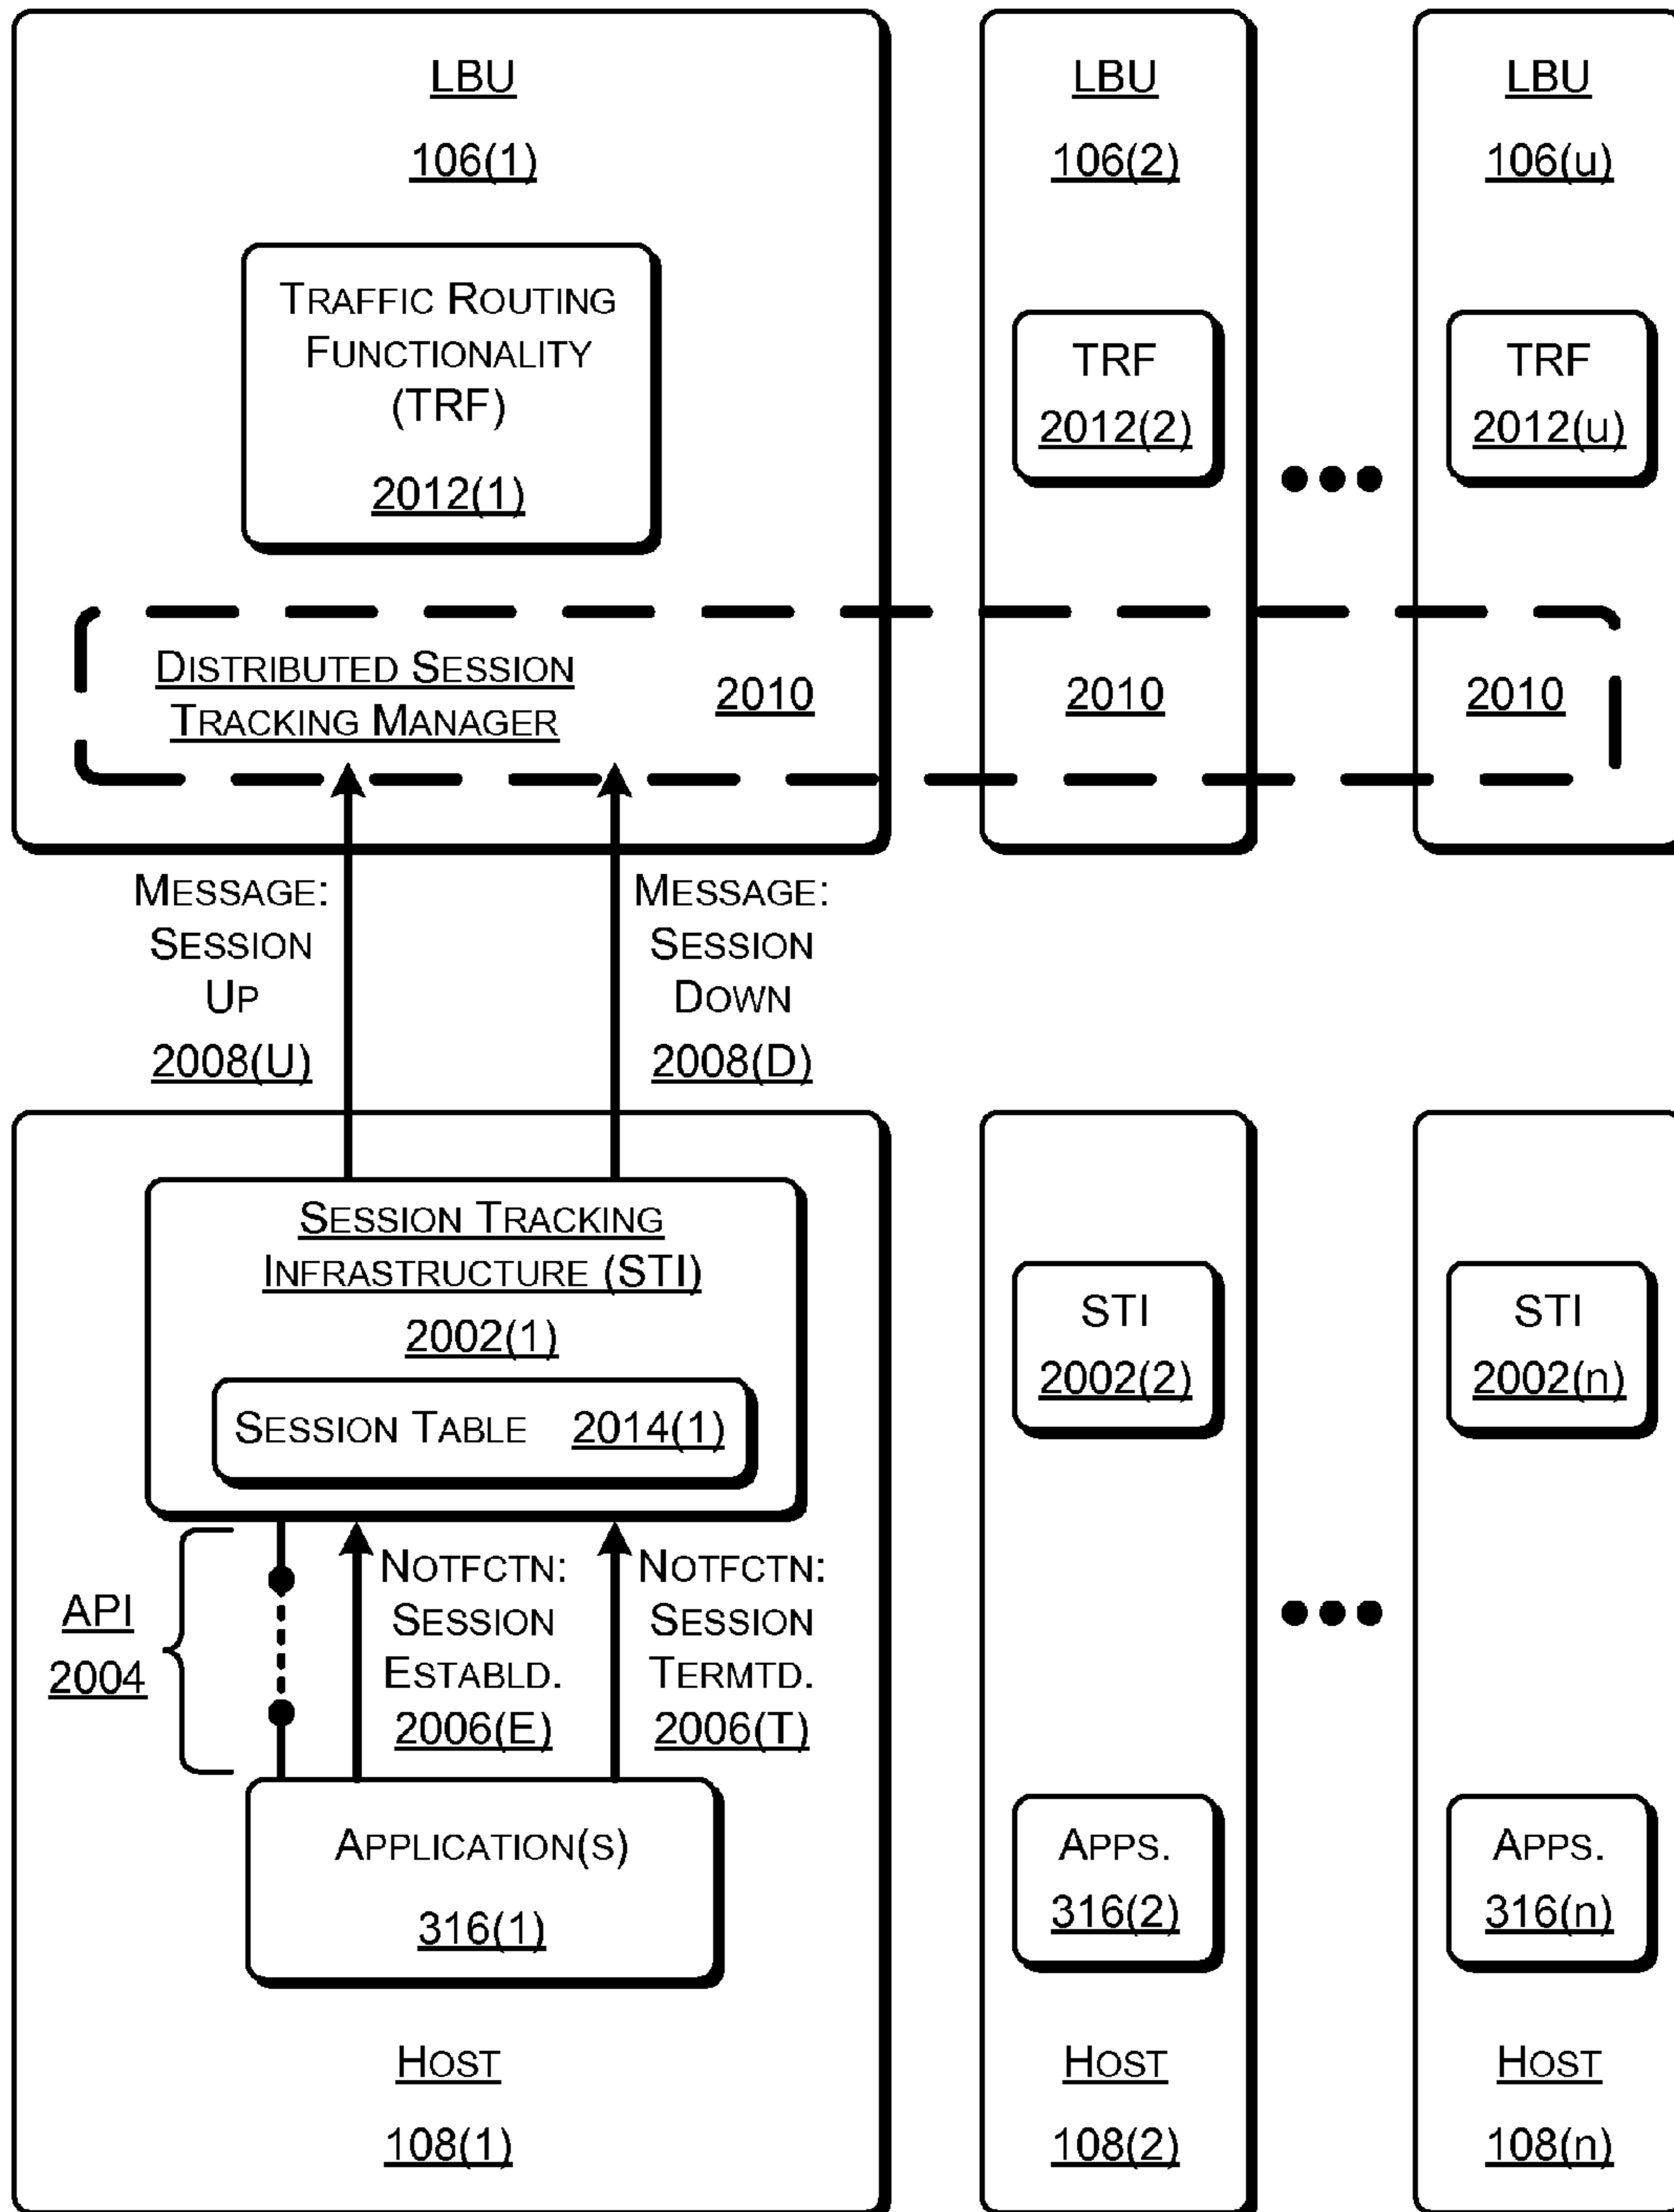 LBU
106(1)
TRAFFIC ROUTING
FUNCTIONALITY
(TRF)
2012(1)
LBU
106(2)
TRF
2012(2)
LBU
106(u)
TRF
2012(u)
DISTRIBUTED SESSION
TRACKING MANAGER
2010
2010
2010
MESSAGE:
SESSION
UP
2008(U)
MESSAGE:
SESSION
DOWN
2008(D)
SESSION TRACKING
INFRASTRUCTURE (STI)
2002(1)
SESSION TABLE 2014(1)
API
2004
NOTFCTN:
SESSION
ESTABLD.
2006(E)
NOTFCTN:
SESSION
TERMTD.
2006(T)
APPLICATION(S)
316(1)
HOST
108(1)
STI
2002(2)
APPS.
316(2)
HOST
108(2)
STI
2002(n)
APPS.
316(n)
HOST
108(n)